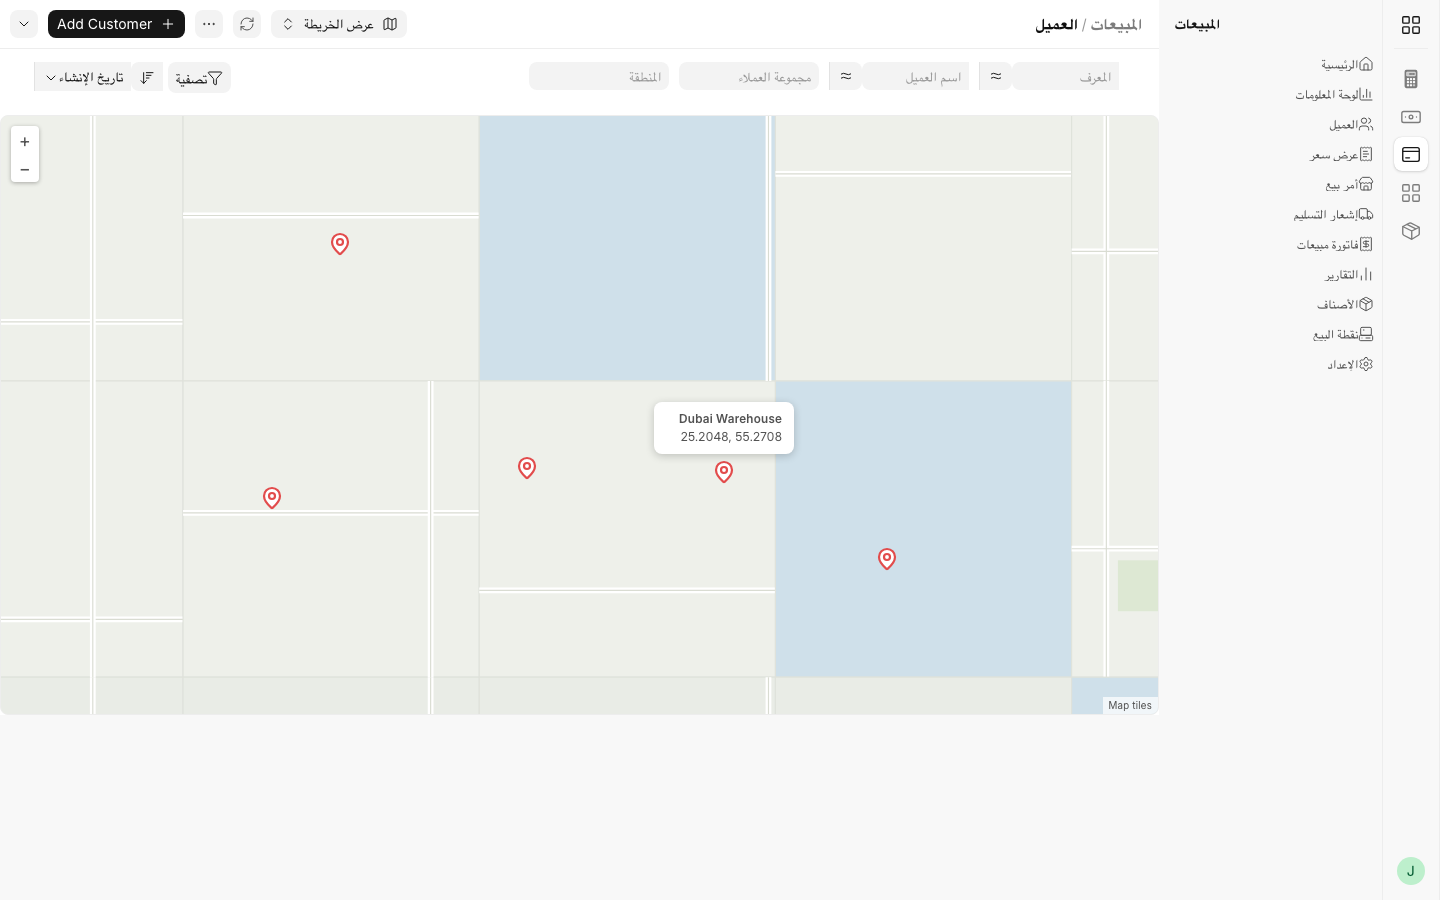 المبيعات
الرئيسية
لوحة المعلومات
العميل
عرض سعر
أمر بيع
إشعار التسليم
فاتورة مبيعات
التقارير
الأصناف
نقطة البيع
الإعداد
J
المبيعات / العميل
عرض الخريطة
Add Customer
المعرف
≈
اسم العميل
≈
مجموعة العملاء
المنطقة
تصفية
تاريخ الإنشاء
+
−
Dubai Warehouse
25.2048, 55.2708
Map tiles